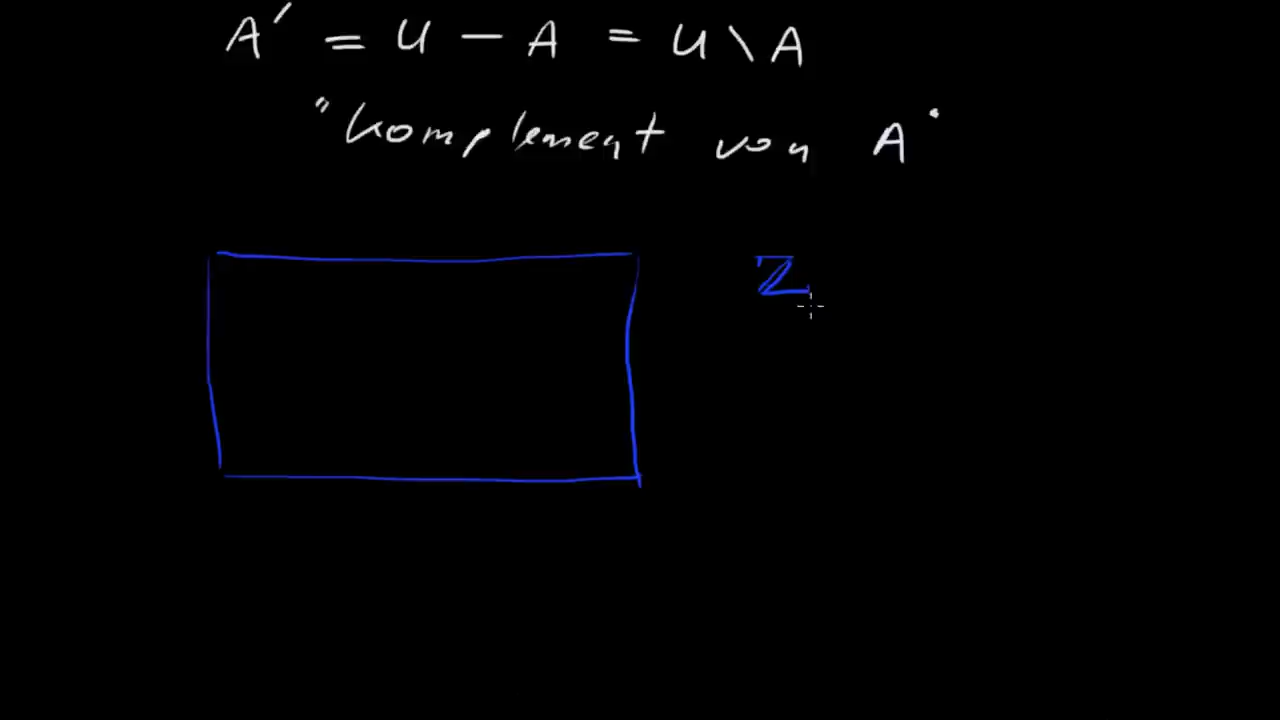 A' = U - A = U \ A
"Komplement von A"
ℤ